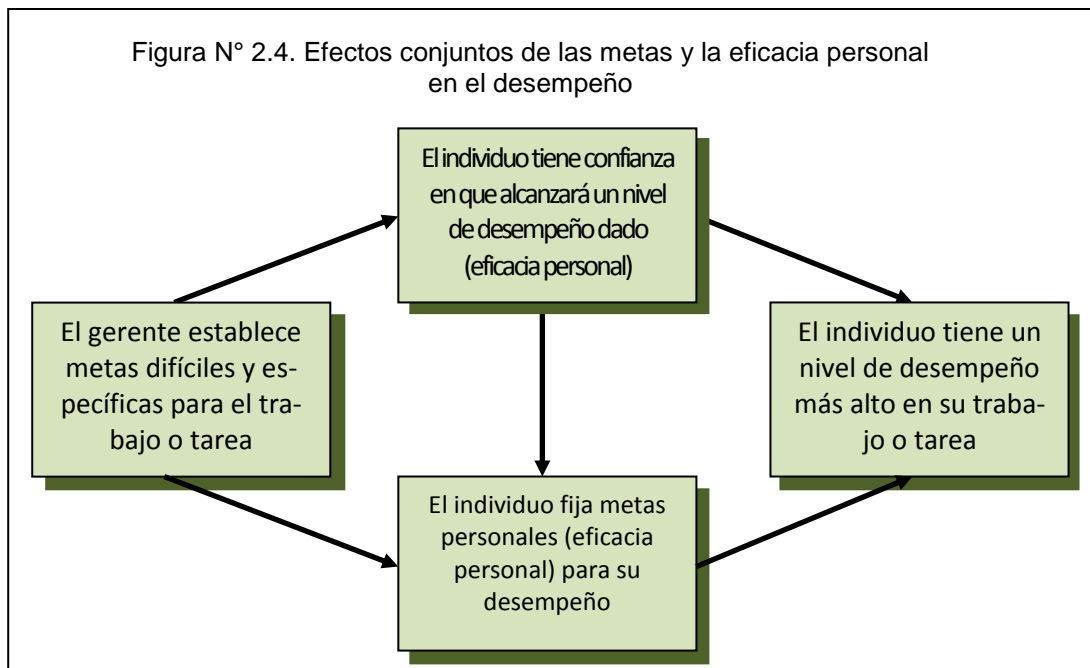 Figura N° 2.4. Efectos conjuntos de las metas y la eficacia personal
en el desempeño
El individuo tiene confianza
en que alcanzará un nivel
de desempeño dado
(eficacia personal)
El gerente establece
metas difíciles y es-
pecíficas para el tra-
bajo o tarea
El individuo tiene un
nivel de desempeño
más alto en su traba-
jo o tarea
El individuo fija metas
personales (eficacia
personal) para su
desempeño